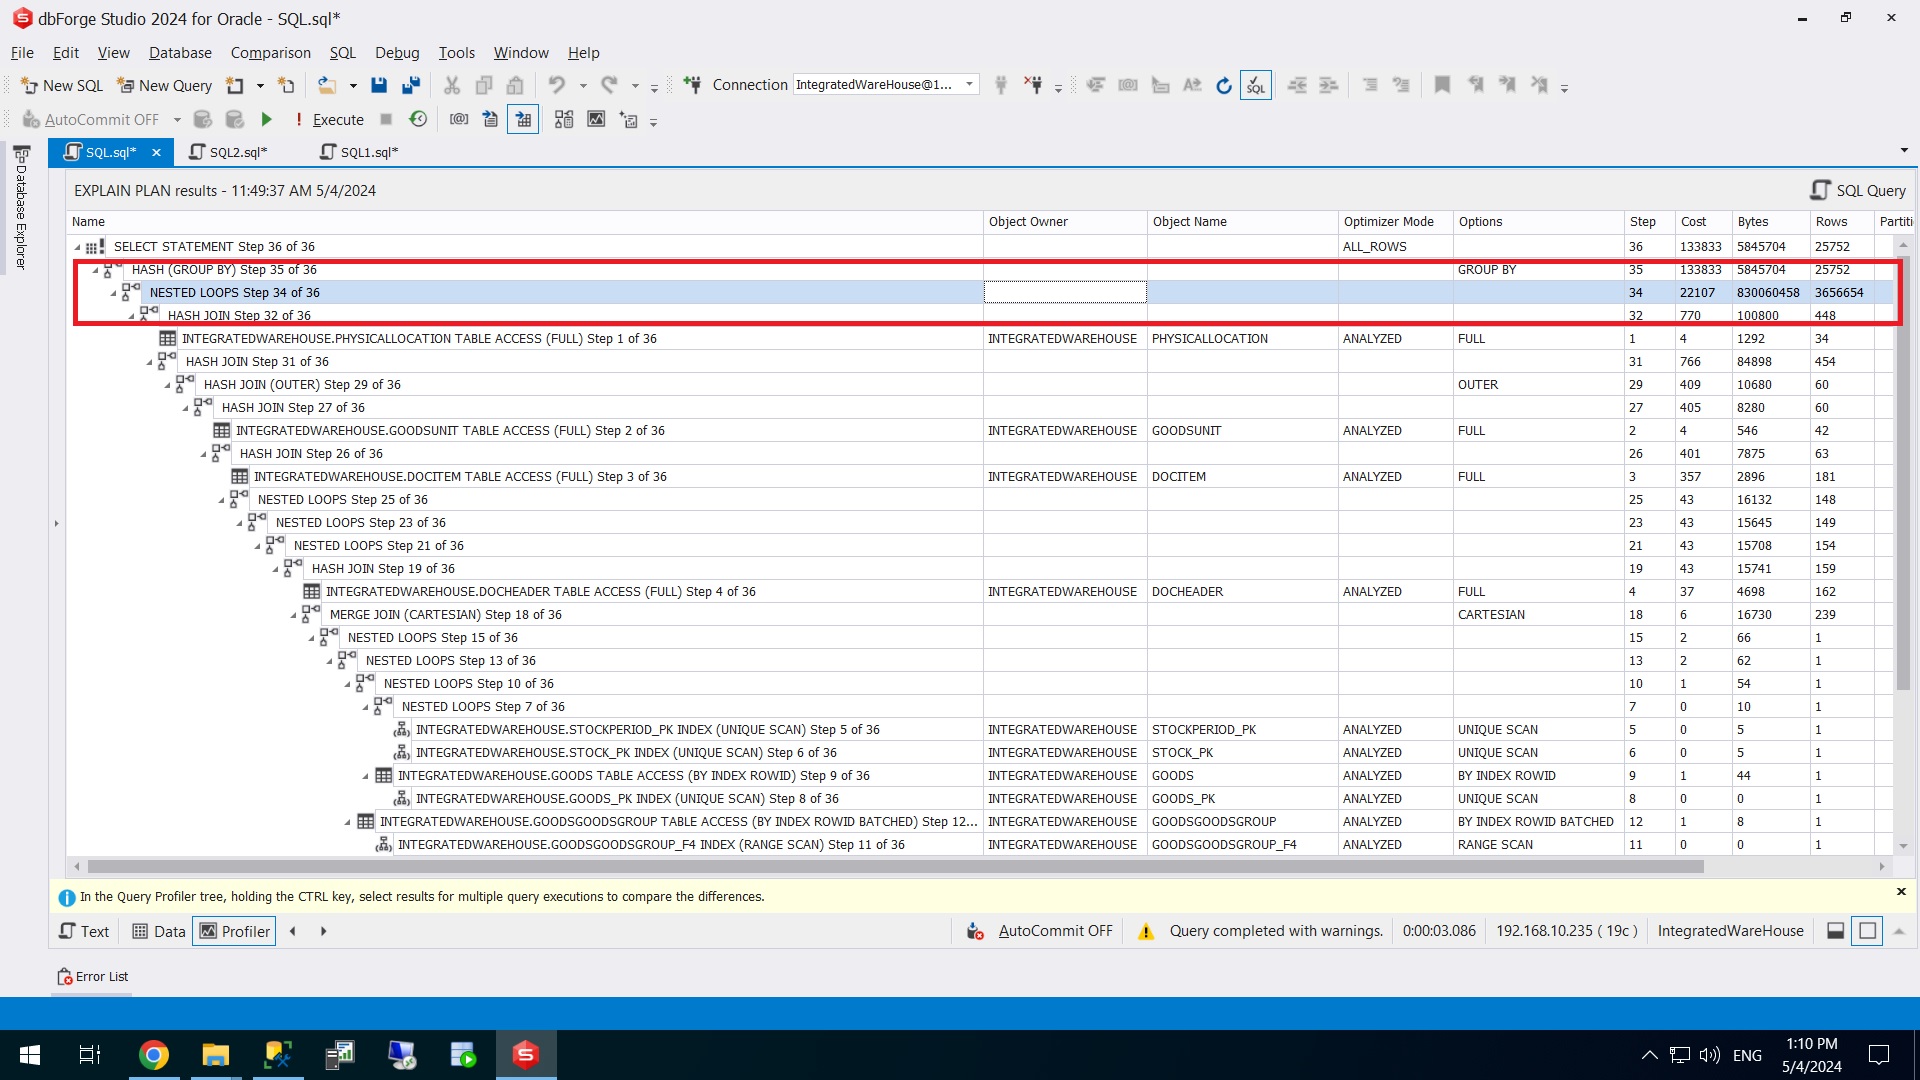 dbForge Studio 2024 for Oracle - SQL.sql*
File Edit View Database Comparison SQL Debug Tools Window Help
New SQL New Query Connection IntegratedWareHouse@1...
AutoCommit OFF Execute
SQL.sql* SQL2.sql* SQL1.sql*
Database Explorer
EXPLAIN PLAN results - 11:49:37 AM 5/4/2024 SQL Query
Name Object Owner Object Name Optimizer Mode Options Step Cost Bytes Rows Partiti
SELECT STATEMENT Step 36 of 36 ALL_ROWS 36 133833 5845704 25752
HASH (GROUP BY) Step 35 of 36 GROUP BY 35 133833 5845704 25752
NESTED LOOPS Step 34 of 36 34 22107 830060458 3656654
HASH JOIN Step 32 of 36 32 770 100800 448
INTEGRATEDWAREHOUSE.PHYSICALLOCATION TABLE ACCESS (FULL) Step 1 of 36 INTEGRATEDWAREHOUSE PHYSICALLOCATION ANALYZED FULL 1 4 1292 34
HASH JOIN Step 31 of 36 31 766 84898 454
HASH JOIN (OUTER) Step 29 of 36 OUTER 29 409 10680 60
HASH JOIN Step 27 of 36 27 405 8280 60
INTEGRATEDWAREHOUSE.GOODSUNIT TABLE ACCESS (FULL) Step 2 of 36 INTEGRATEDWAREHOUSE GOODSUNIT ANALYZED FULL 2 4 546 42
HASH JOIN Step 26 of 36 26 401 7875 63
INTEGRATEDWAREHOUSE.DOCITEM TABLE ACCESS (FULL) Step 3 of 36 INTEGRATEDWAREHOUSE DOCITEM ANALYZED FULL 3 357 2896 181
NESTED LOOPS Step 25 of 36 25 43 16132 148
NESTED LOOPS Step 23 of 36 23 43 15645 149
NESTED LOOPS Step 21 of 36 21 43 15708 154
HASH JOIN Step 19 of 36 19 43 15741 159
INTEGRATEDWAREHOUSE.DOCHEADER TABLE ACCESS (FULL) Step 4 of 36 INTEGRATEDWAREHOUSE DOCHEADER ANALYZED FULL 4 37 4698 162
MERGE JOIN (CARTESIAN) Step 18 of 36 CARTESIAN 18 6 16730 239
NESTED LOOPS Step 15 of 36 15 2 66 1
NESTED LOOPS Step 13 of 36 13 2 62 1
NESTED LOOPS Step 10 of 36 10 1 54 1
NESTED LOOPS Step 7 of 36 7 0 10 1
INTEGRATEDWAREHOUSE.STOCKPERIOD_PK INDEX (UNIQUE SCAN) Step 5 of 36 INTEGRATEDWAREHOUSE STOCKPERIOD_PK ANALYZED UNIQUE SCAN 5 0 5 1
INTEGRATEDWAREHOUSE.STOCK_PK INDEX (UNIQUE SCAN) Step 6 of 36 INTEGRATEDWAREHOUSE STOCK_PK ANALYZED UNIQUE SCAN 6 0 5 1
INTEGRATEDWAREHOUSE.GOODS TABLE ACCESS (BY INDEX ROWID) Step 9 of 36 INTEGRATEDWAREHOUSE GOODS ANALYZED BY INDEX ROWID 9 1 44 1
INTEGRATEDWAREHOUSE.GOODS_PK INDEX (UNIQUE SCAN) Step 8 of 36 INTEGRATEDWAREHOUSE GOODS_PK ANALYZED UNIQUE SCAN 8 0 0 1
INTEGRATEDWAREHOUSE.GOODSGOODSGROUP TABLE ACCESS (BY INDEX ROWID BATCHED) Step 12... INTEGRATEDWAREHOUSE GOODSGOODSGROUP ANALYZED BY INDEX ROWID BATCHED 12 1 8 1
INTEGRATEDWAREHOUSE.GOODSGOODSGROUP_F4 INDEX (RANGE SCAN) Step 11 of 36 INTEGRATEDWAREHOUSE GOODSGOODSGROUP_F4 ANALYZED RANGE SCAN 11 0 0 1
In the Query Profiler tree, holding the CTRL key, select results for multiple query executions to compare the differences.
Text Data Profiler AutoCommit OFF Query completed with warnings. 0:00:03.086 192.168.10.235 ( 19c ) IntegratedWareHouse
Error List
ENG 1:10 PM
5/4/2024